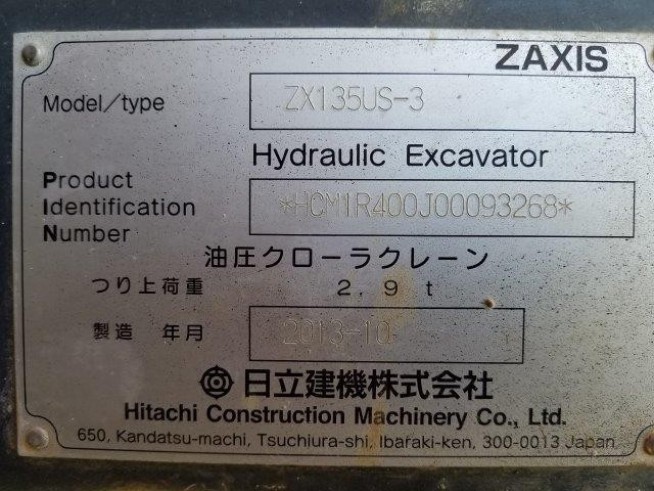 ZAXIS
Model/type ZX135US-3
Hydraulic Excavator
Product
Identification *HCM1R400J00093268*
Number
油圧クローラクレーン
つり上荷重 2.9 t
製造 年月 2013-10
日立建機株式会社
Hitachi Construction Machinery Co., Ltd.
650, Kandatsu-machi, Tsuchiura-shi, Ibaraki-ken, 300-0013 Japan